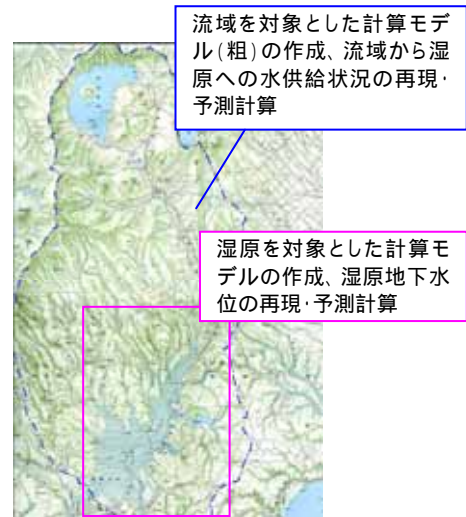 流域を対象とした計算モデ
ル(粗)の作成、流域から湿
原への水供給状況の再現・
予測計算
湿原を対象とした計算モ
デルの作成、湿原地下水
位の再現・予測計算